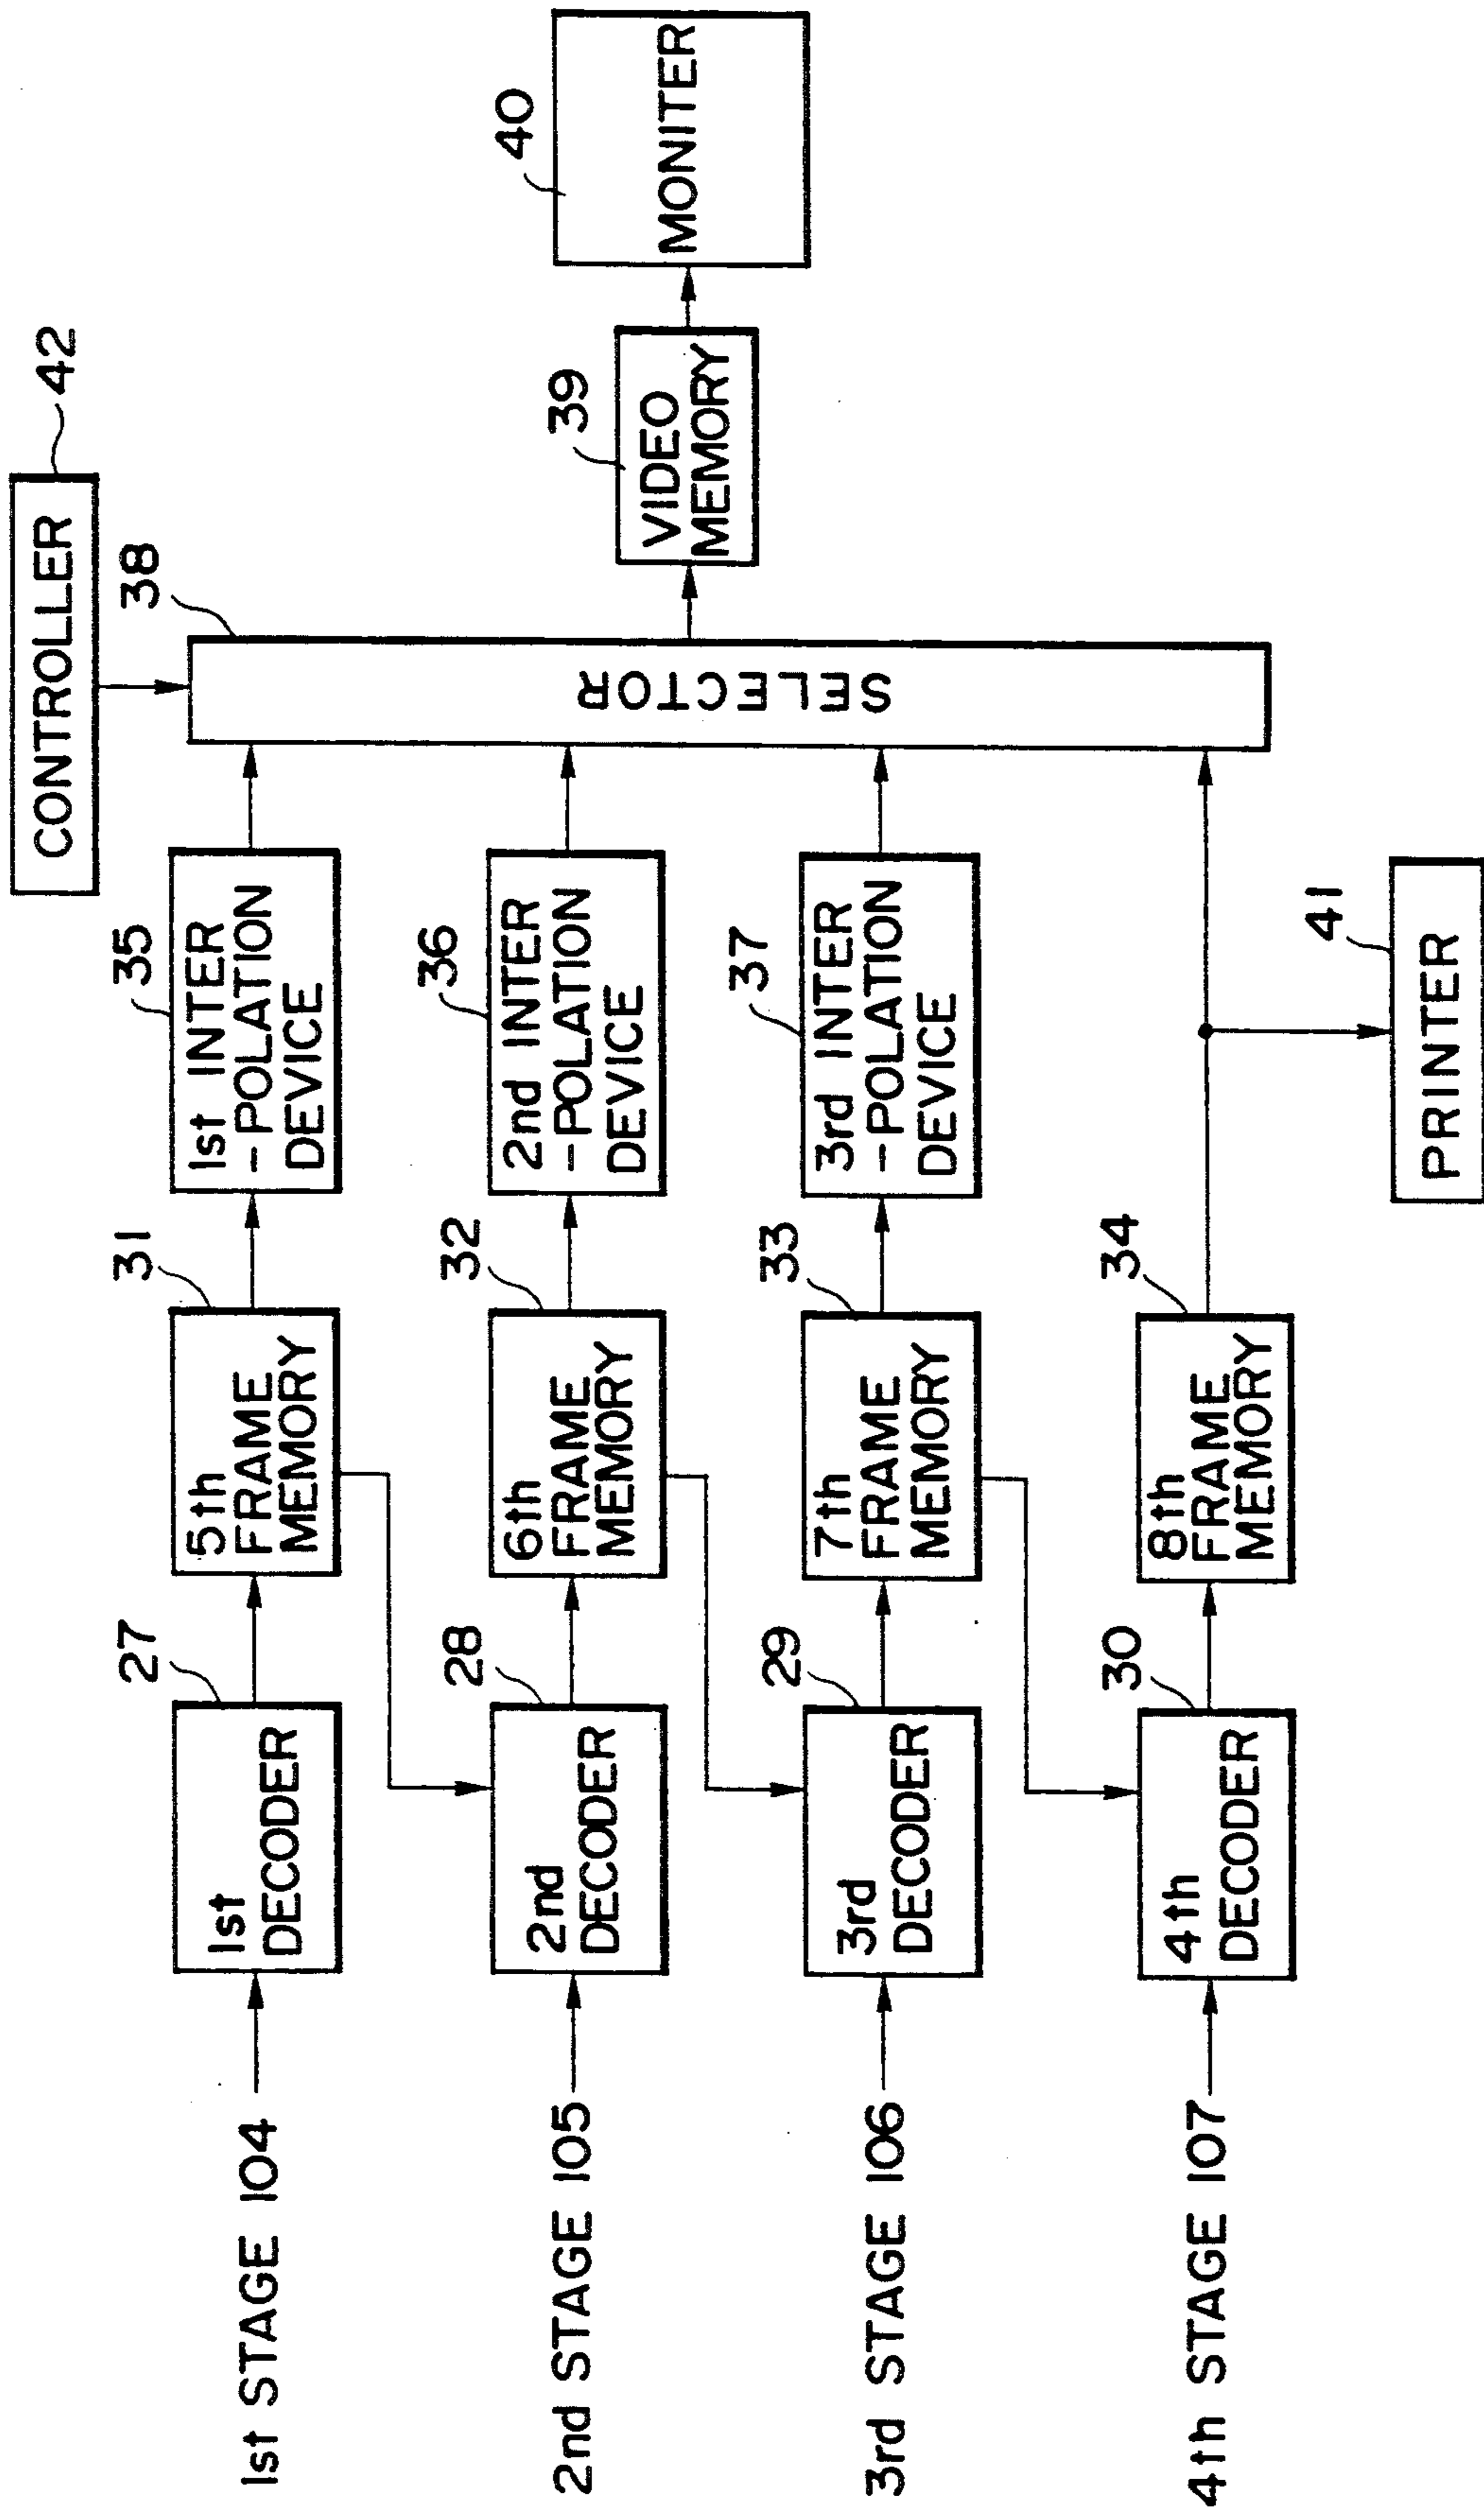 CONTROLLER
42
38
35
1st INTER
-POLATION
DEVICE
31
5th
FRAME
MEMORY
27
1st
DECODER
1st STAGE 104
40
MONITER
39
VIDEO
MEMORY
SELECTOR
36
2nd INTER
-POLATION
DEVICE
32
6th
FRAME
MEMORY
28
2nd
DECODER
2nd STAGE 105
37
3rd INTER
-POLATION
DEVICE
33
7th
FRAME
MEMORY
29
3rd
DECODER
3rd STAGE 106
34
8th
FRAME
MEMORY
30
4th
DECODER
4th STAGE 107
41
PRINTER